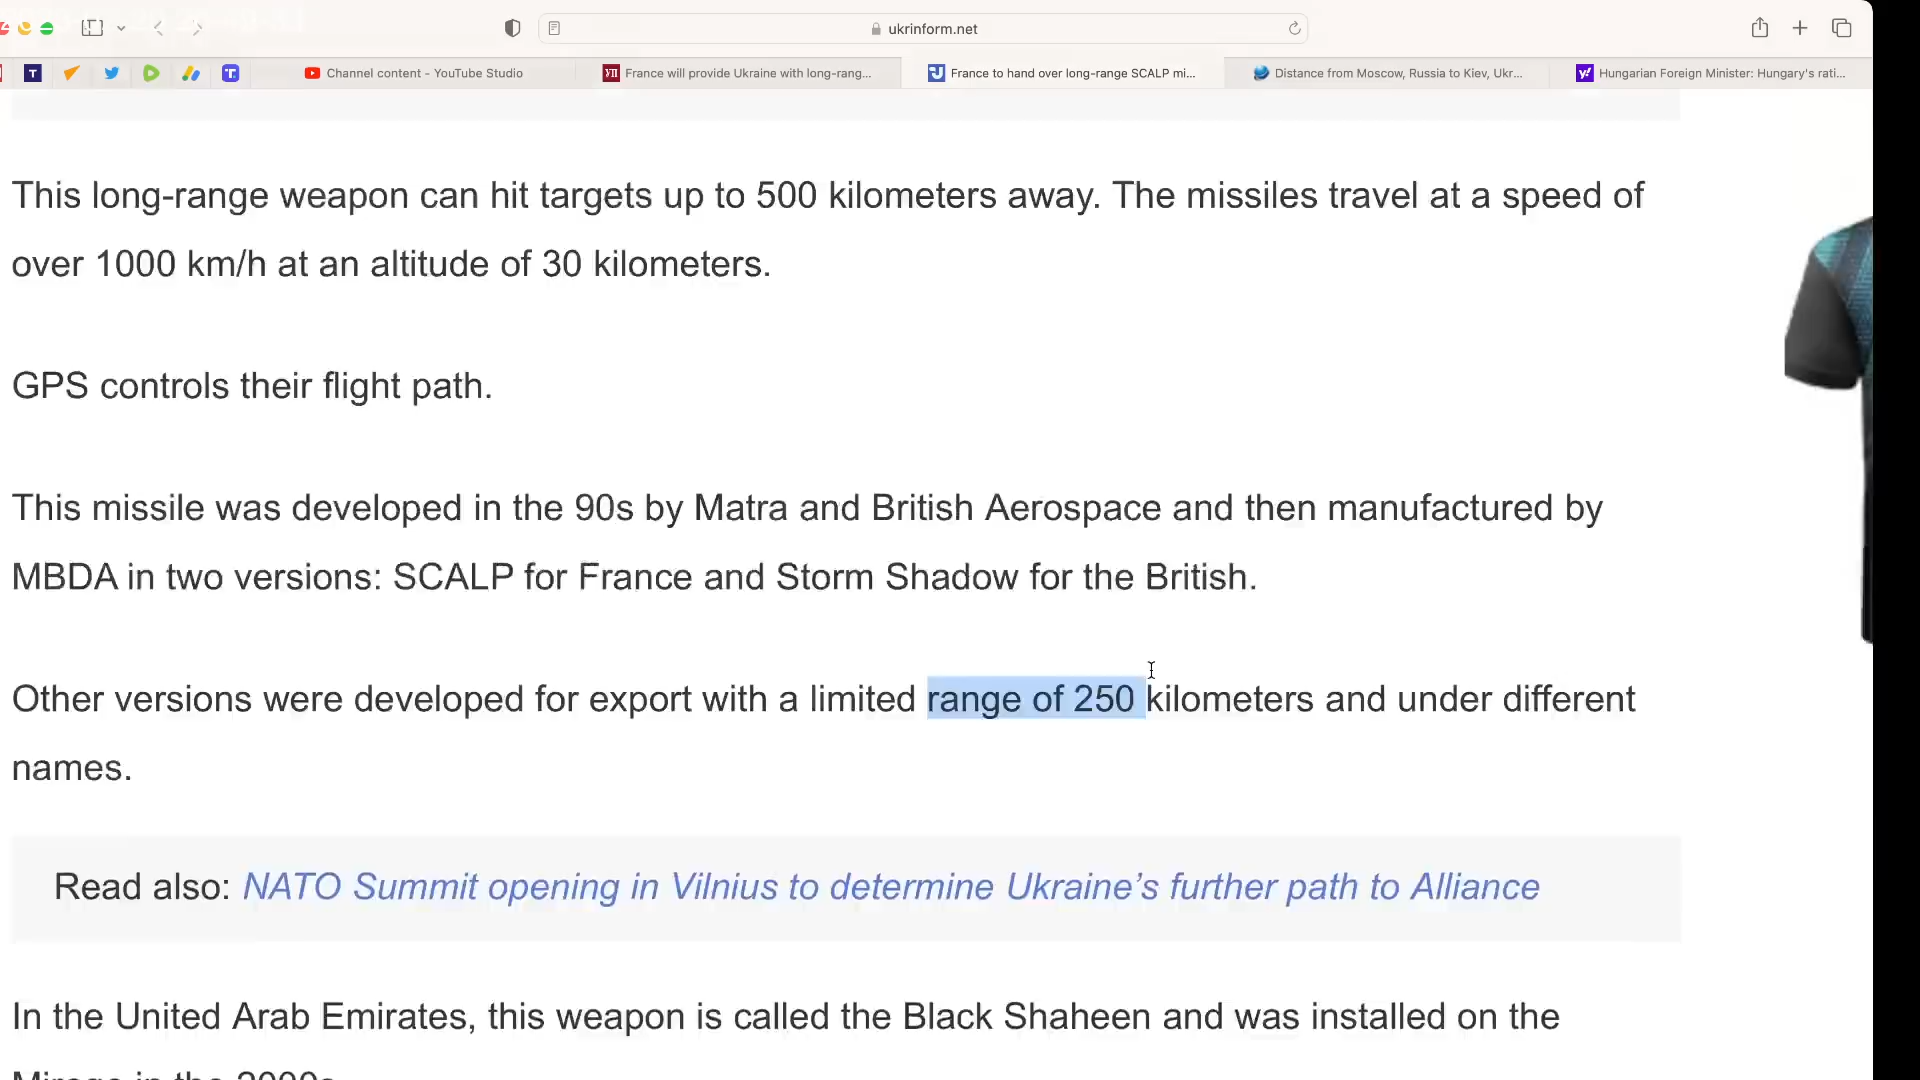 ukrinform.net
Channel content - YouTube Studio
France will provide Ukraine with long-rang...
France to hand over long-range SCALP mi...
Distance from Moscow, Russia to Kiev, Ukr...
Hungarian Foreign Minister: Hungary's rati...
This long-range weapon can hit targets up to 500 kilometers away. The missiles travel at a speed of
over 1000 km/h at an altitude of 30 kilometers.
GPS controls their flight path.
This missile was developed in the 90s by Matra and British Aerospace and then manufactured by
MBDA in two versions: SCALP for France and Storm Shadow for the British.
Other versions were developed for export with a limited range of 250 kilometers and under different
names.
Read also: NATO Summit opening in Vilnius to determine Ukraine's further path to Alliance
In the United Arab Emirates, this weapon is called the Black Shaheen and was installed on the
Mirage in the 2000s